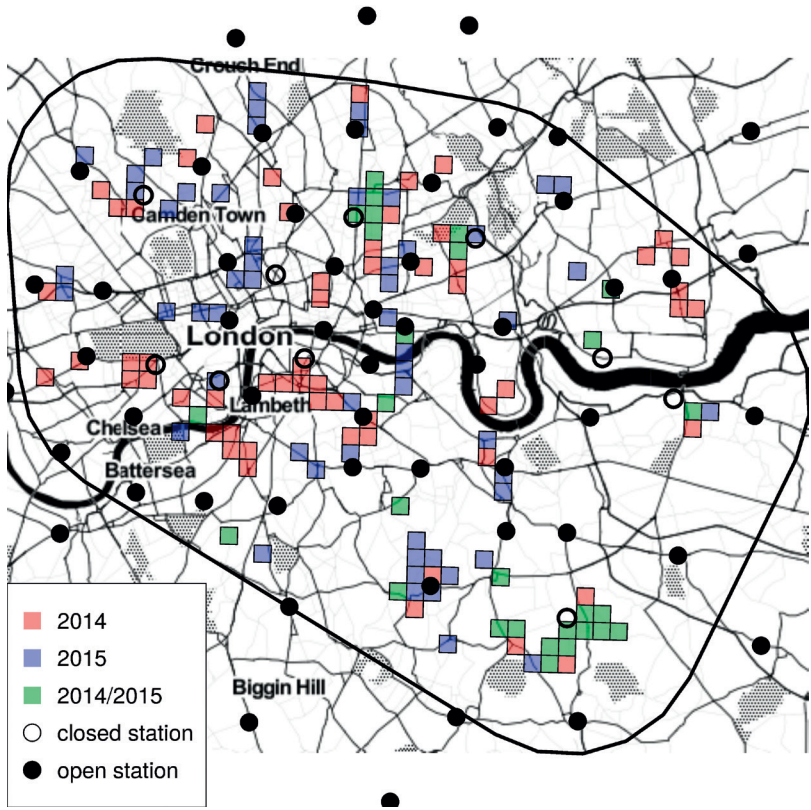 Crouch End
Camden Town
London
Lambeth
Chelsea
Battersea
2014
2015
2014/2015
closed station
open station
Biggin Hill